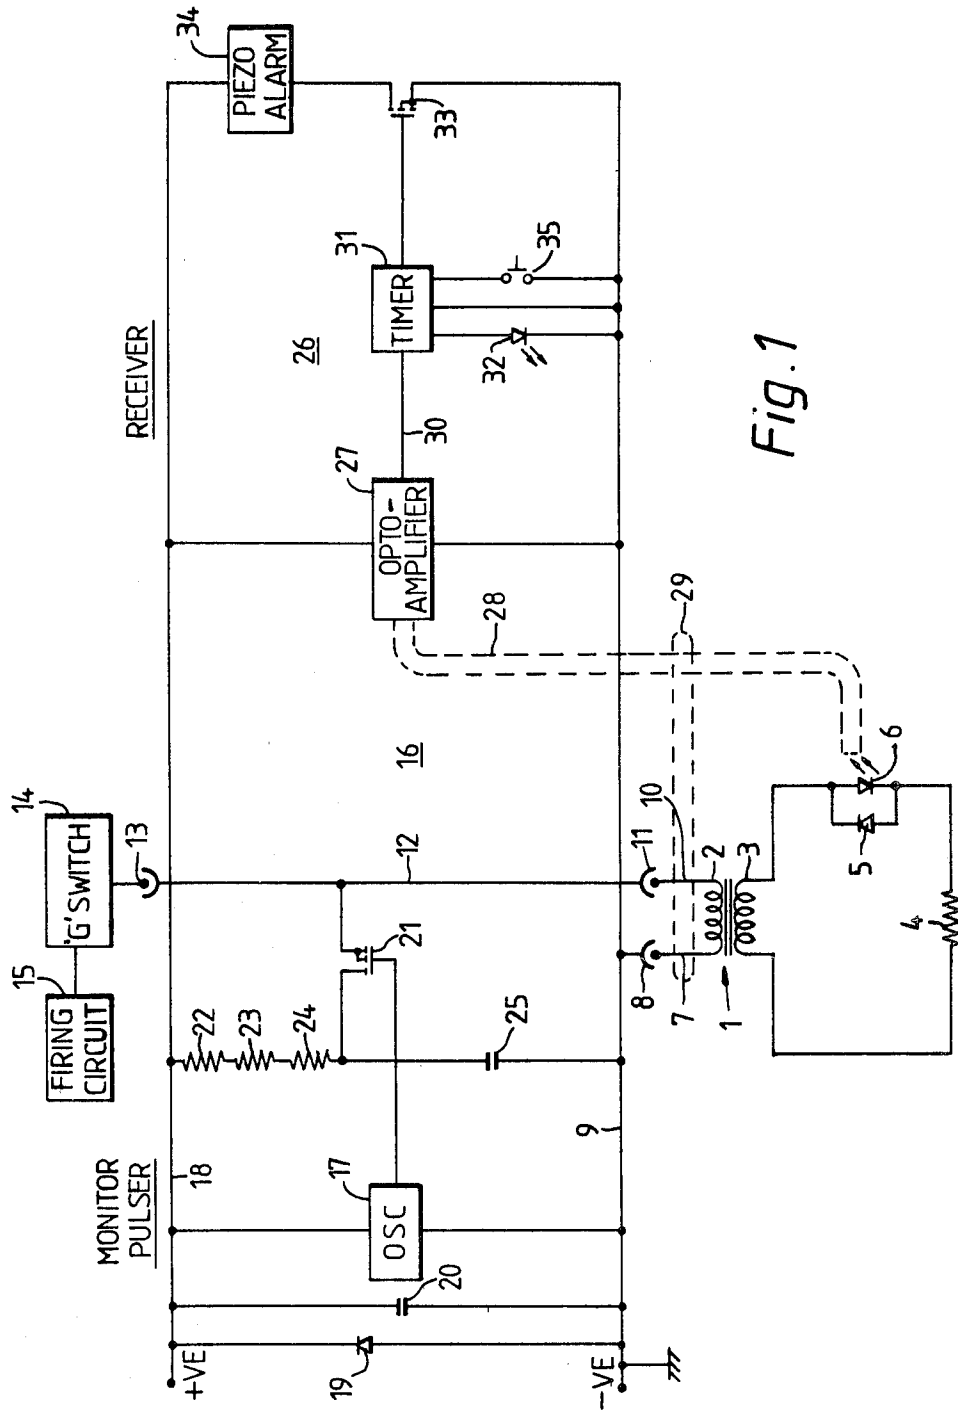 15
FIRING
CIRCUIT
14
'G' SWITCH
13
34
PIEZO
ALARM
MONITOR
PULSER
RECEIVER
+VE
18
22
23
24
21
12
16
27
OPTO-
AMPLIFIER
26
30
31
TIMER
33
19
20
17
OSC
25
28
32
35
-VE
9
8
11
7
10
29
1
2
3
5
6
4
Fig. 1